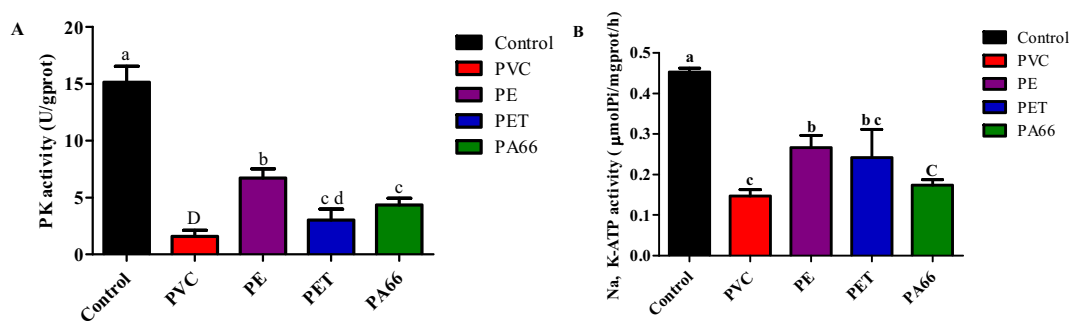 A
PK activity (U/gprot)
20
15
10
5
0
a
D
b
c d
c
Control
PVC
PE
PET
PA66
Control
PVC
PE
PET
PA66
B
Na, K-ATP activity ( μmolPi/mgprot/h)
0.5
0.4
0.3
0.2
0.1
0.0
a
c
b
b c
C
Control
PVC
PE
PET
PA66
Control
PVC
PE
PET
PA66